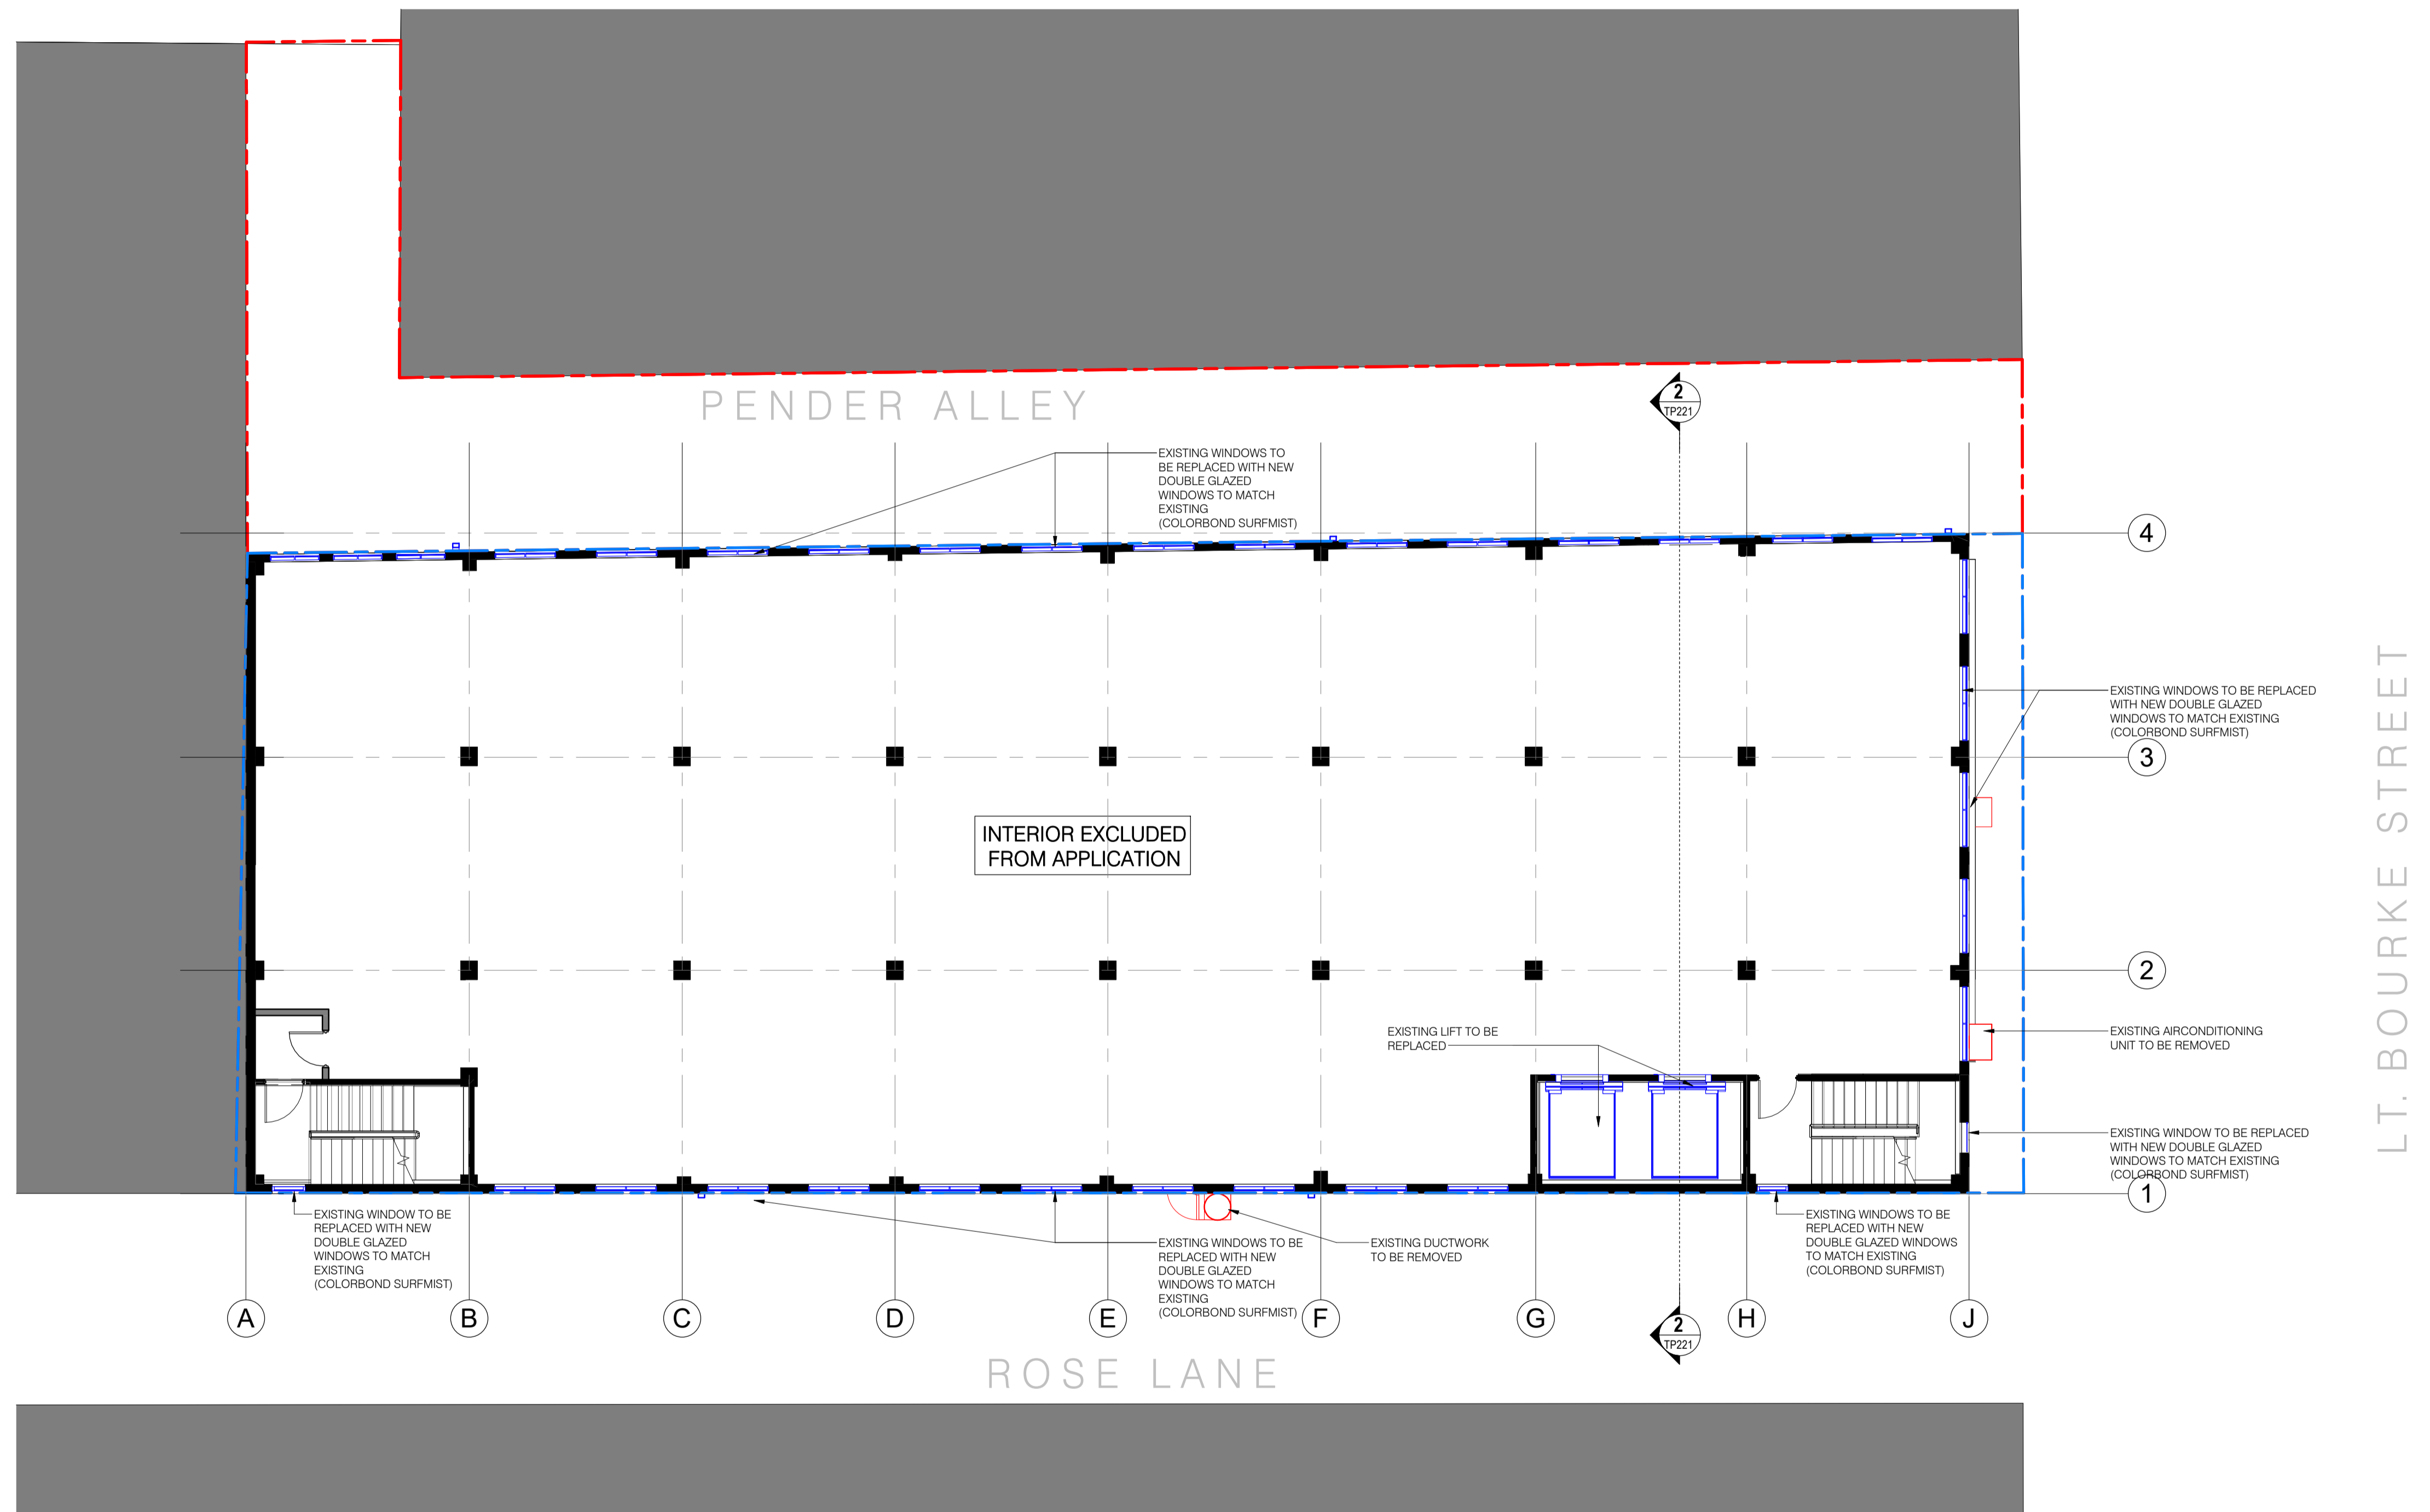 PENDER ALLEY
2
TP221
EXISTING WINDOWS TO
BE REPLACED WITH NEW
DOUBLE GLAZED
WINDOWS TO MATCH
EXISTING
(COLORBOND SURFMIST)
4
EXISTING WINDOWS TO BE REPLACED
WITH NEW DOUBLE GLAZED
WINDOWS TO MATCH EXISTING
(COLORBOND SURFMIST)
3
LT. BOURKE STREET
INTERIOR EXCLUDED
FROM APPLICATION
2
EXISTING LIFT TO BE
REPLACED
EXISTING AIRCONDITIONING
UNIT TO BE REMOVED
EXISTING WINDOW TO BE REPLACED
WITH NEW DOUBLE GLAZED
WINDOWS TO MATCH EXISTING
(COLORBOND SURFMIST)
1
EXISTING WINDOW TO BE
REPLACED WITH NEW
DOUBLE GLAZED
WINDOWS TO MATCH
EXISTING
(COLORBOND SURFMIST)
EXISTING WINDOWS TO BE
REPLACED WITH NEW
DOUBLE GLAZED
WINDOWS TO MATCH
EXISTING
(COLORBOND SURFMIST)
EXISTING DUCTWORK
TO BE REMOVED
EXISTING WINDOWS TO BE
REPLACED WITH NEW
DOUBLE GLAZED WINDOWS
TO MATCH EXISTING
(COLORBOND SURFMIST)
A
B
C
D
E
F
G
2
TP221
H
J
ROSE LANE